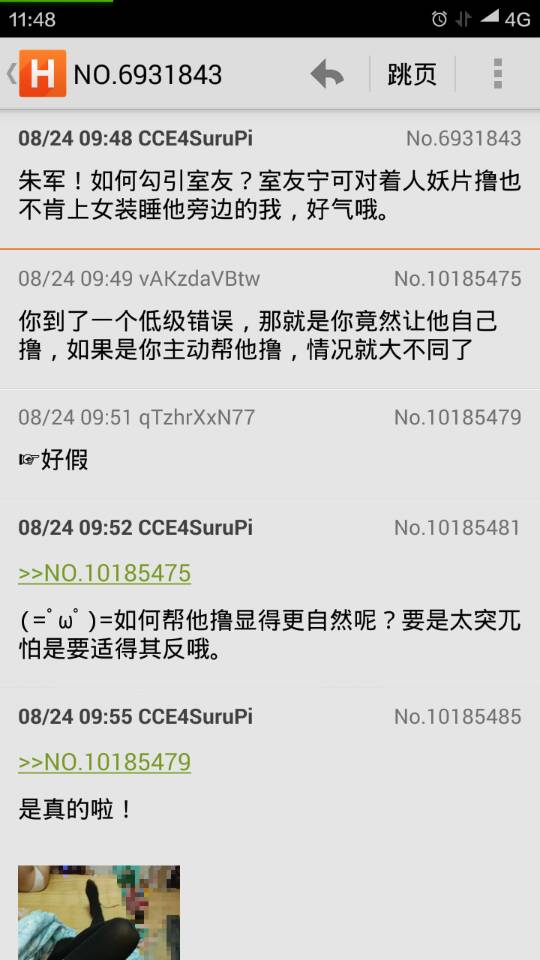 11:48
4G
H NO.6931843 跳页
08/24 09:48 CCE4SuruPi No.6931843
朱军！如何勾引室友？室友宁可对着人妖片撸也
不肯上女装睡他旁边的我，好气哦。
08/24 09:49 vAKzdaVBtw No.10185475
你到了一个低级错误，那就是你竟然让他自己
撸，如果是你主动帮他撸，情况就大不同了
08/24 09:51 qTzhrXxN77 No.10185479
☞好假
08/24 09:52 CCE4SuruPi No.10185481
>>NO.10185475
(=ﾟωﾟ)=如何帮他撸显得更自然呢？要是太突兀
怕是要适得其反哦。
08/24 09:55 CCE4SuruPi No.10185485
>>NO.10185479
是真的啦！